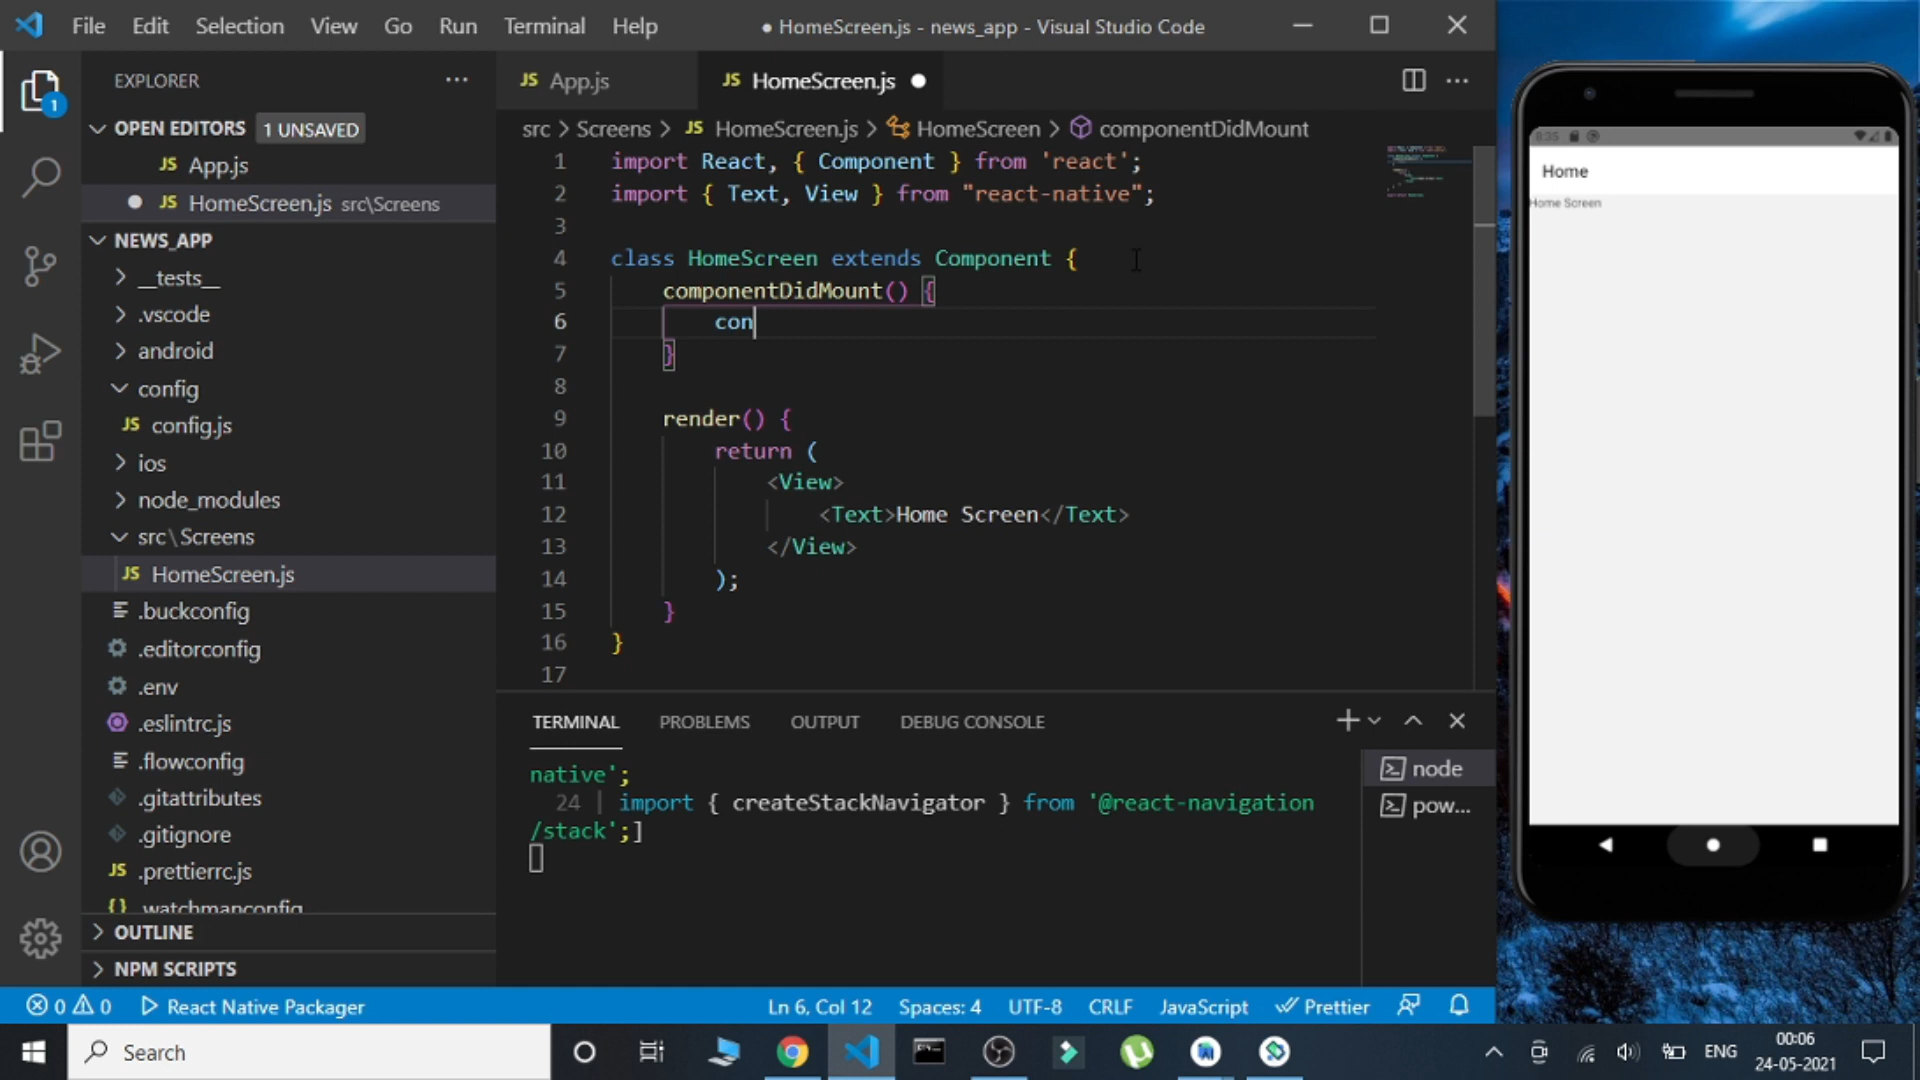 File Edit Selection View Go Run Terminal Help
● HomeScreen.js - news_app - Visual Studio Code
EXPLORER
OPEN EDITORS 1 UNSAVED
JS App.js
● JS HomeScreen.js src\Screens
NEWS_APP
__tests__
.vscode
android
config
JS config.js
ios
node_modules
src\Screens
JS HomeScreen.js
.buckconfig
.editorconfig
.env
.eslintrc.js
.flowconfig
.gitattributes
.gitignore
JS .prettierrc.js
{} .watchmanconfig
OUTLINE
NPM SCRIPTS
1
JS App.js
JS HomeScreen.js ●
src > Screens > JS HomeScreen.js > HomeScreen > componentDidMount
1 import React, { Component } from 'react';
2 import { Text, View } from "react-native";
3
4 class HomeScreen extends Component {
5 componentDidMount() {
6 con
7 }
8
9 render() {
10 return (
11 <View>
12 <Text>Home Screen</Text>
13 </View>
14 );
15 }
16 }
17
TERMINAL PROBLEMS OUTPUT DEBUG CONSOLE
native';
24 | import { createStackNavigator } from '@react-navigation
/stack';]
node
pow...
0 0 React Native Packager
Ln 6, Col 12 Spaces: 4 UTF-8 CRLF JavaScript Prettier
8:35
Home
Home Screen
Search
ENG
00:06
24-05-2021